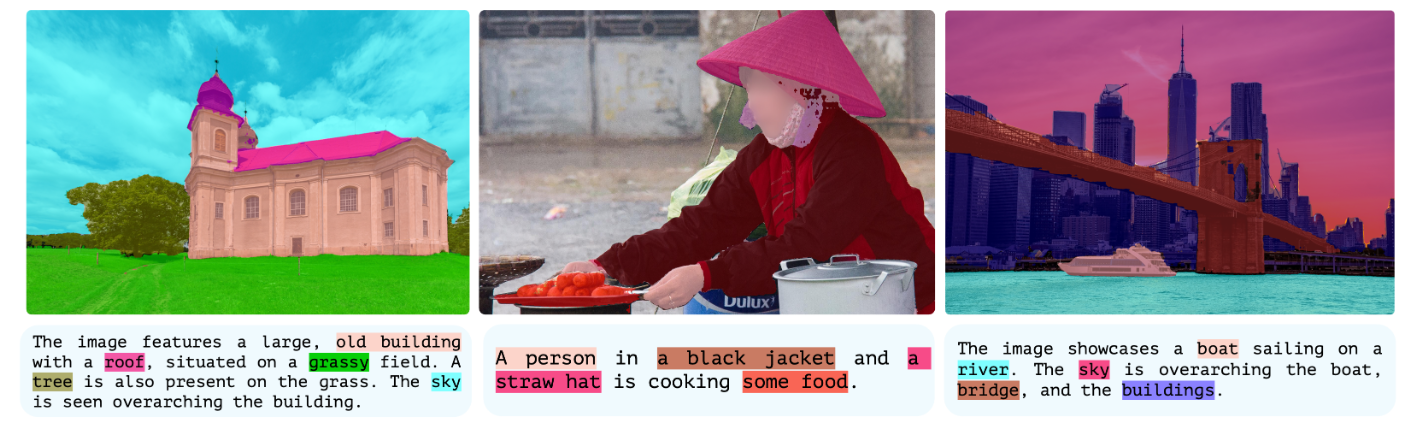 Dulux
The image features a large, old building
with a roof, situated on a grassy field. A
tree is also present on the grass. The sky
is seen overarching the building.
A person in a black jacket and a
straw hat is cooking some food.
The image showcases a boat sailing on a
river. The sky is overarching the boat,
bridge, and the buildings.